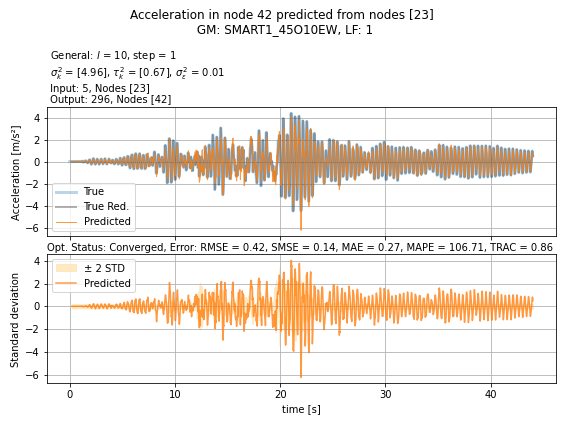 Acceleration in node 42 predicted from nodes [23]
GM: SMART1_45O10EW, LF: 1
General: l = 10, step = 1
σ²ₖ = [4.96], τ²ₖ = [0.67], σ²ε = 0.01
Input: 5, Nodes [23]
Output: 296, Nodes [42]
Acceleration [m/s²]
4
2
0
−2
−4
−6
True
True Red.
Predicted
Opt. Status: Converged, Error: RMSE = 0.42, SMSE = 0.14, MAE = 0.27, MAPE = 106.71, TRAC = 0.86
Standard deviation
4
2
0
−2
−4
−6
± 2 STD
Predicted
0 10 20 30 40
time [s]